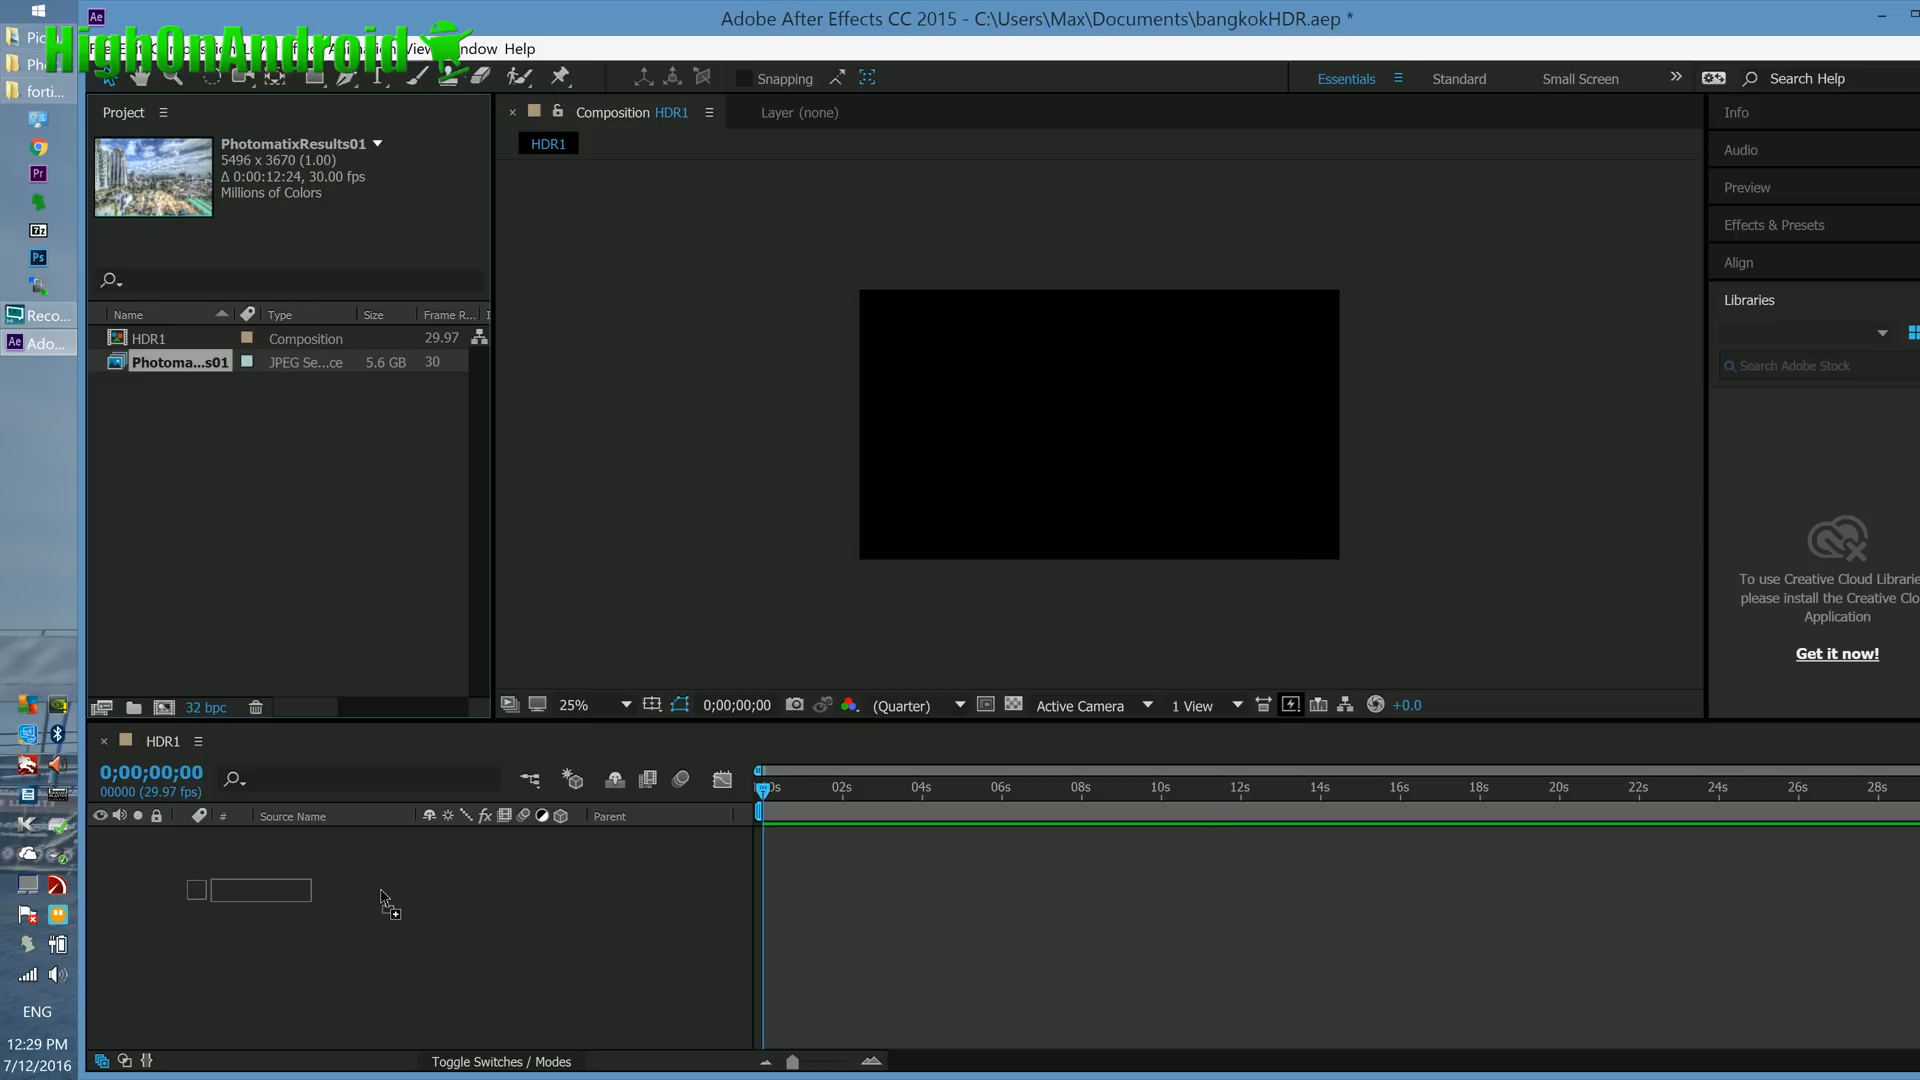 Adobe After Effects CC 2015 - C:\Users\Max\Documents\bangkokHDR.aep *
HighOnAndroid
Window Help
Snapping
Essentials
Standard
Small Screen
Search Help
forti...
Pr
7z
Ps
Reco...
Ae Ado...
Project
PhotomatixResults01
5496 x 3670 (1.00)
Δ 0:00:12:24, 30.00 fps
Millions of Colors
Name Type Size Frame R...
HDR1 Composition 29.97
Photoma...s01 JPEG Se...ce 5.6 GB 30
32 bpc
Composition HDR1
Layer (none)
HDR1
25% 0;00;00;00 (Quarter) Active Camera 1 View +0.0
Info
Audio
Preview
Effects & Presets
Align
Libraries
Search Adobe Stock
To use Creative Cloud Librarie
please install the Creative Clo
Application
Get it now!
HDR1
0;00;00;00
00000 (29.97 fps)
# Source Name fx Parent
02s 04s 06s 08s 10s 12s 14s 16s 18s 20s 22s 24s 26s 28s
Toggle Switches / Modes
ENG
12:29 PM
7/12/2016